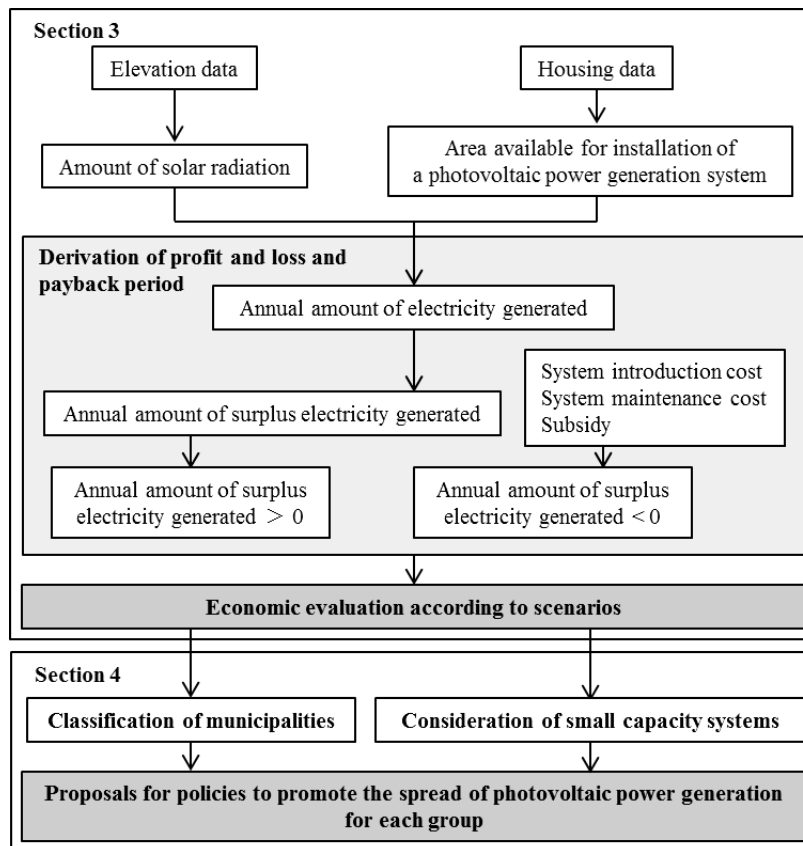 Section 3
Elevation data
Housing data
Amount of solar radiation
Area available for installation of
a photovoltaic power generation system
Derivation of profit and loss and
payback period
Annual amount of electricity generated
System introduction cost
System maintenance cost
Subsidy
Annual amount of surplus electricity generated
Annual amount of surplus
electricity generated ＞ 0
Annual amount of surplus
electricity generated < 0
Economic evaluation according to scenarios
Section 4
Classification of municipalities
Consideration of small capacity systems
Proposals for policies to promote the spread of photovoltaic power generation
for each group